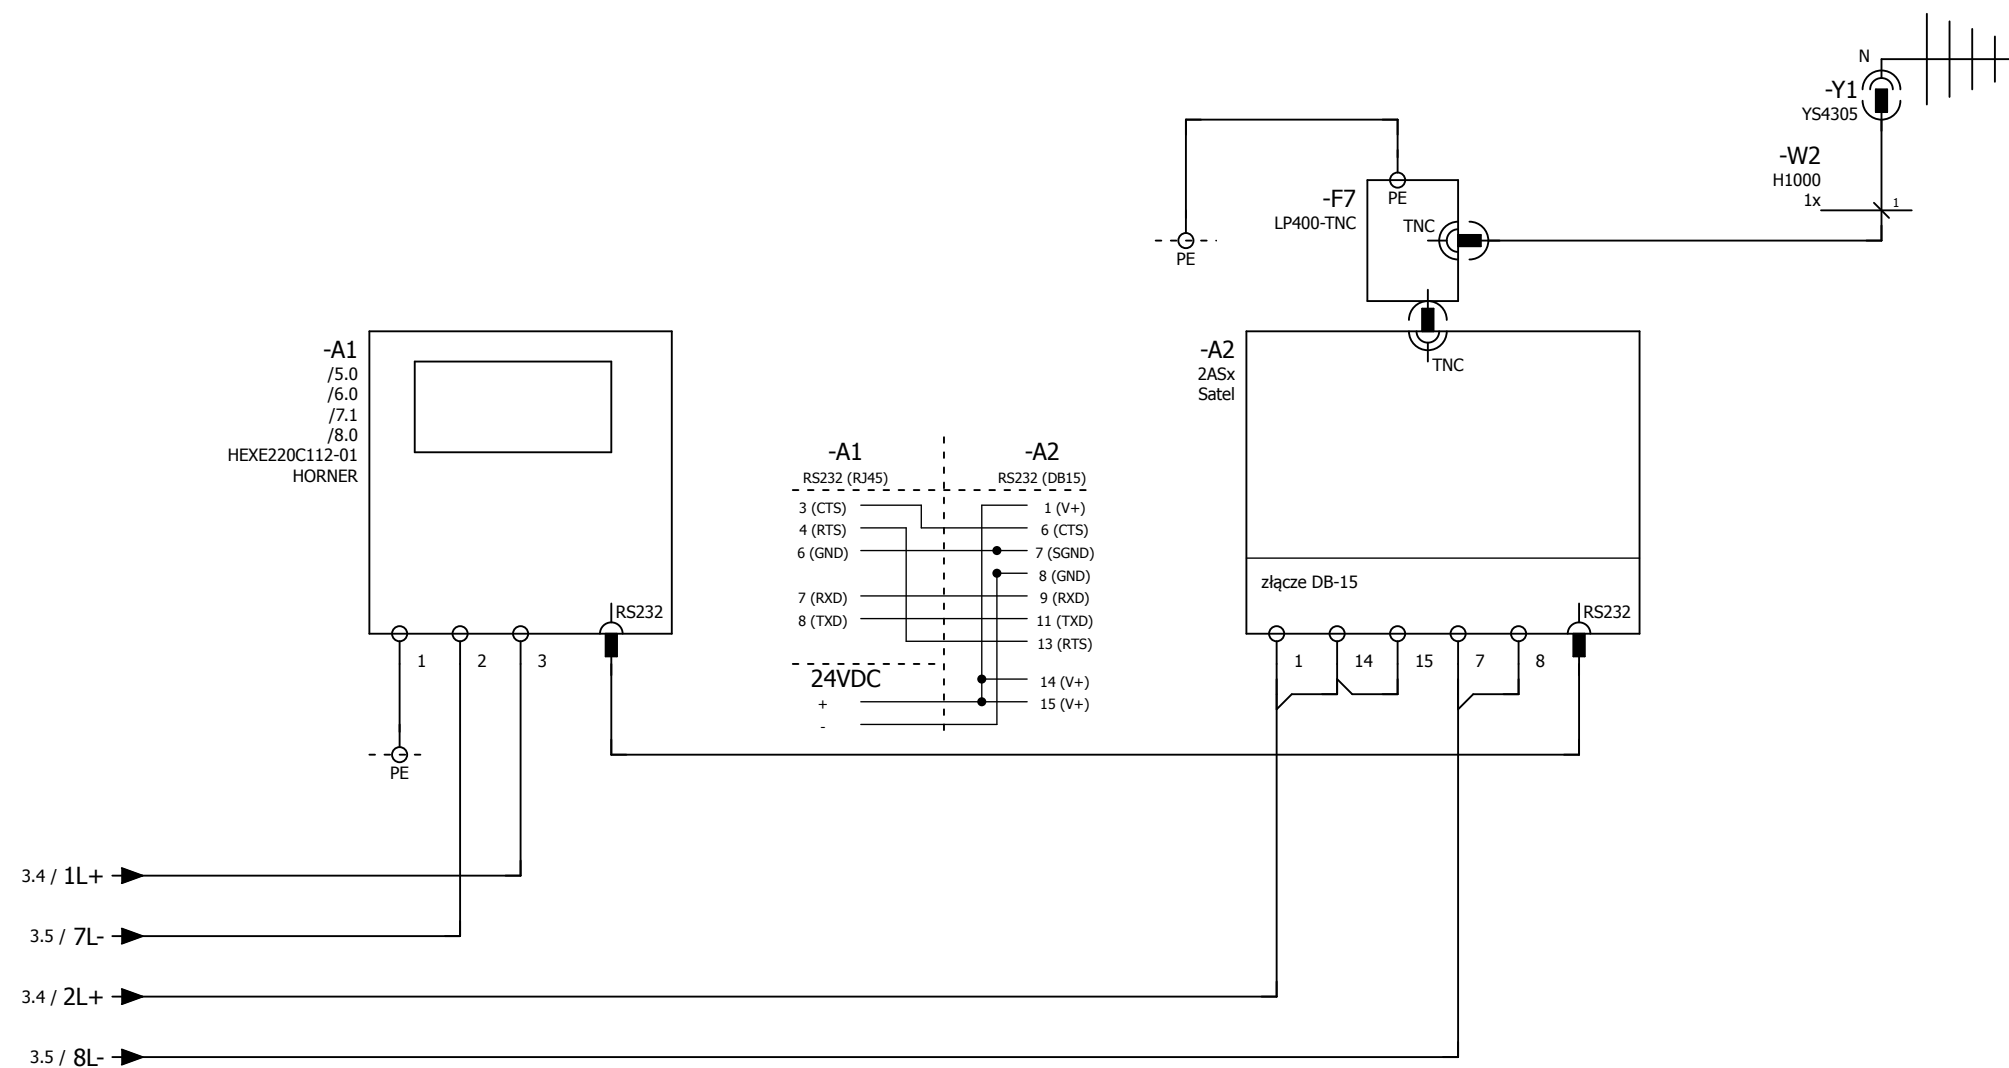 N
-Y1
YS4305
-W2
H1000
1x
1
-F7
LP400-TNC
PE
TNC
PE
-A1
/5.0
/6.0
/7.1
/8.0
HEXE220C112-01
HORNER
RS232
1
2
3
PE
-A1
RS232 (RJ45)
3 (CTS)
4 (RTS)
6 (GND)
7 (RXD)
8 (TXD)
24VDC
+
-
-A2
RS232 (DB15)
1 (V+)
6 (CTS)
7 (SGND)
8 (GND)
9 (RXD)
11 (TXD)
13 (RTS)
14 (V+)
15 (V+)
-A2
2ASx
Satel
TNC
złącze DB-15
RS232
1
14
15
7
8
3.4 / 1L+
3.5 / 7L-
3.4 / 2L+
3.5 / 8L-